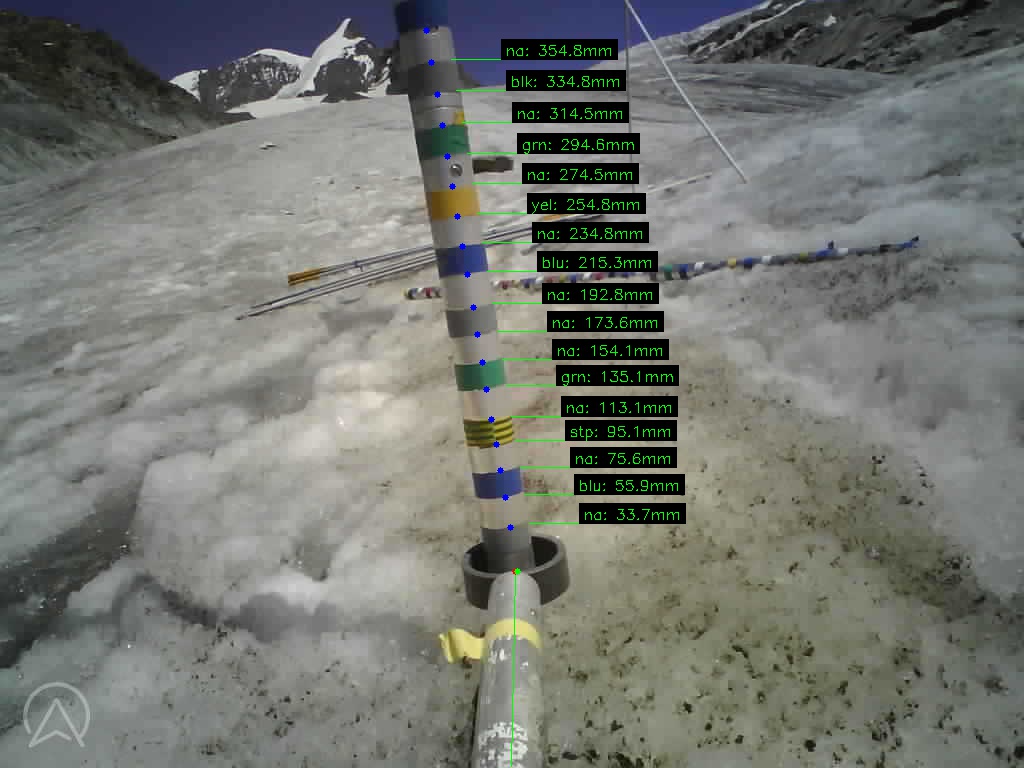 na: 354.8mm
blk: 334.8mm
na: 314.5mm
grn: 294.6mm
na: 274.5mm
yel: 254.8mm
na: 234.8mm
blu: 215.3mm
na: 192.8mm
na: 173.6mm
na: 154.1mm
grn: 135.1mm
na: 113.1mm
stp: 95.1mm
na: 75.6mm
blu: 55.9mm
na: 33.7mm